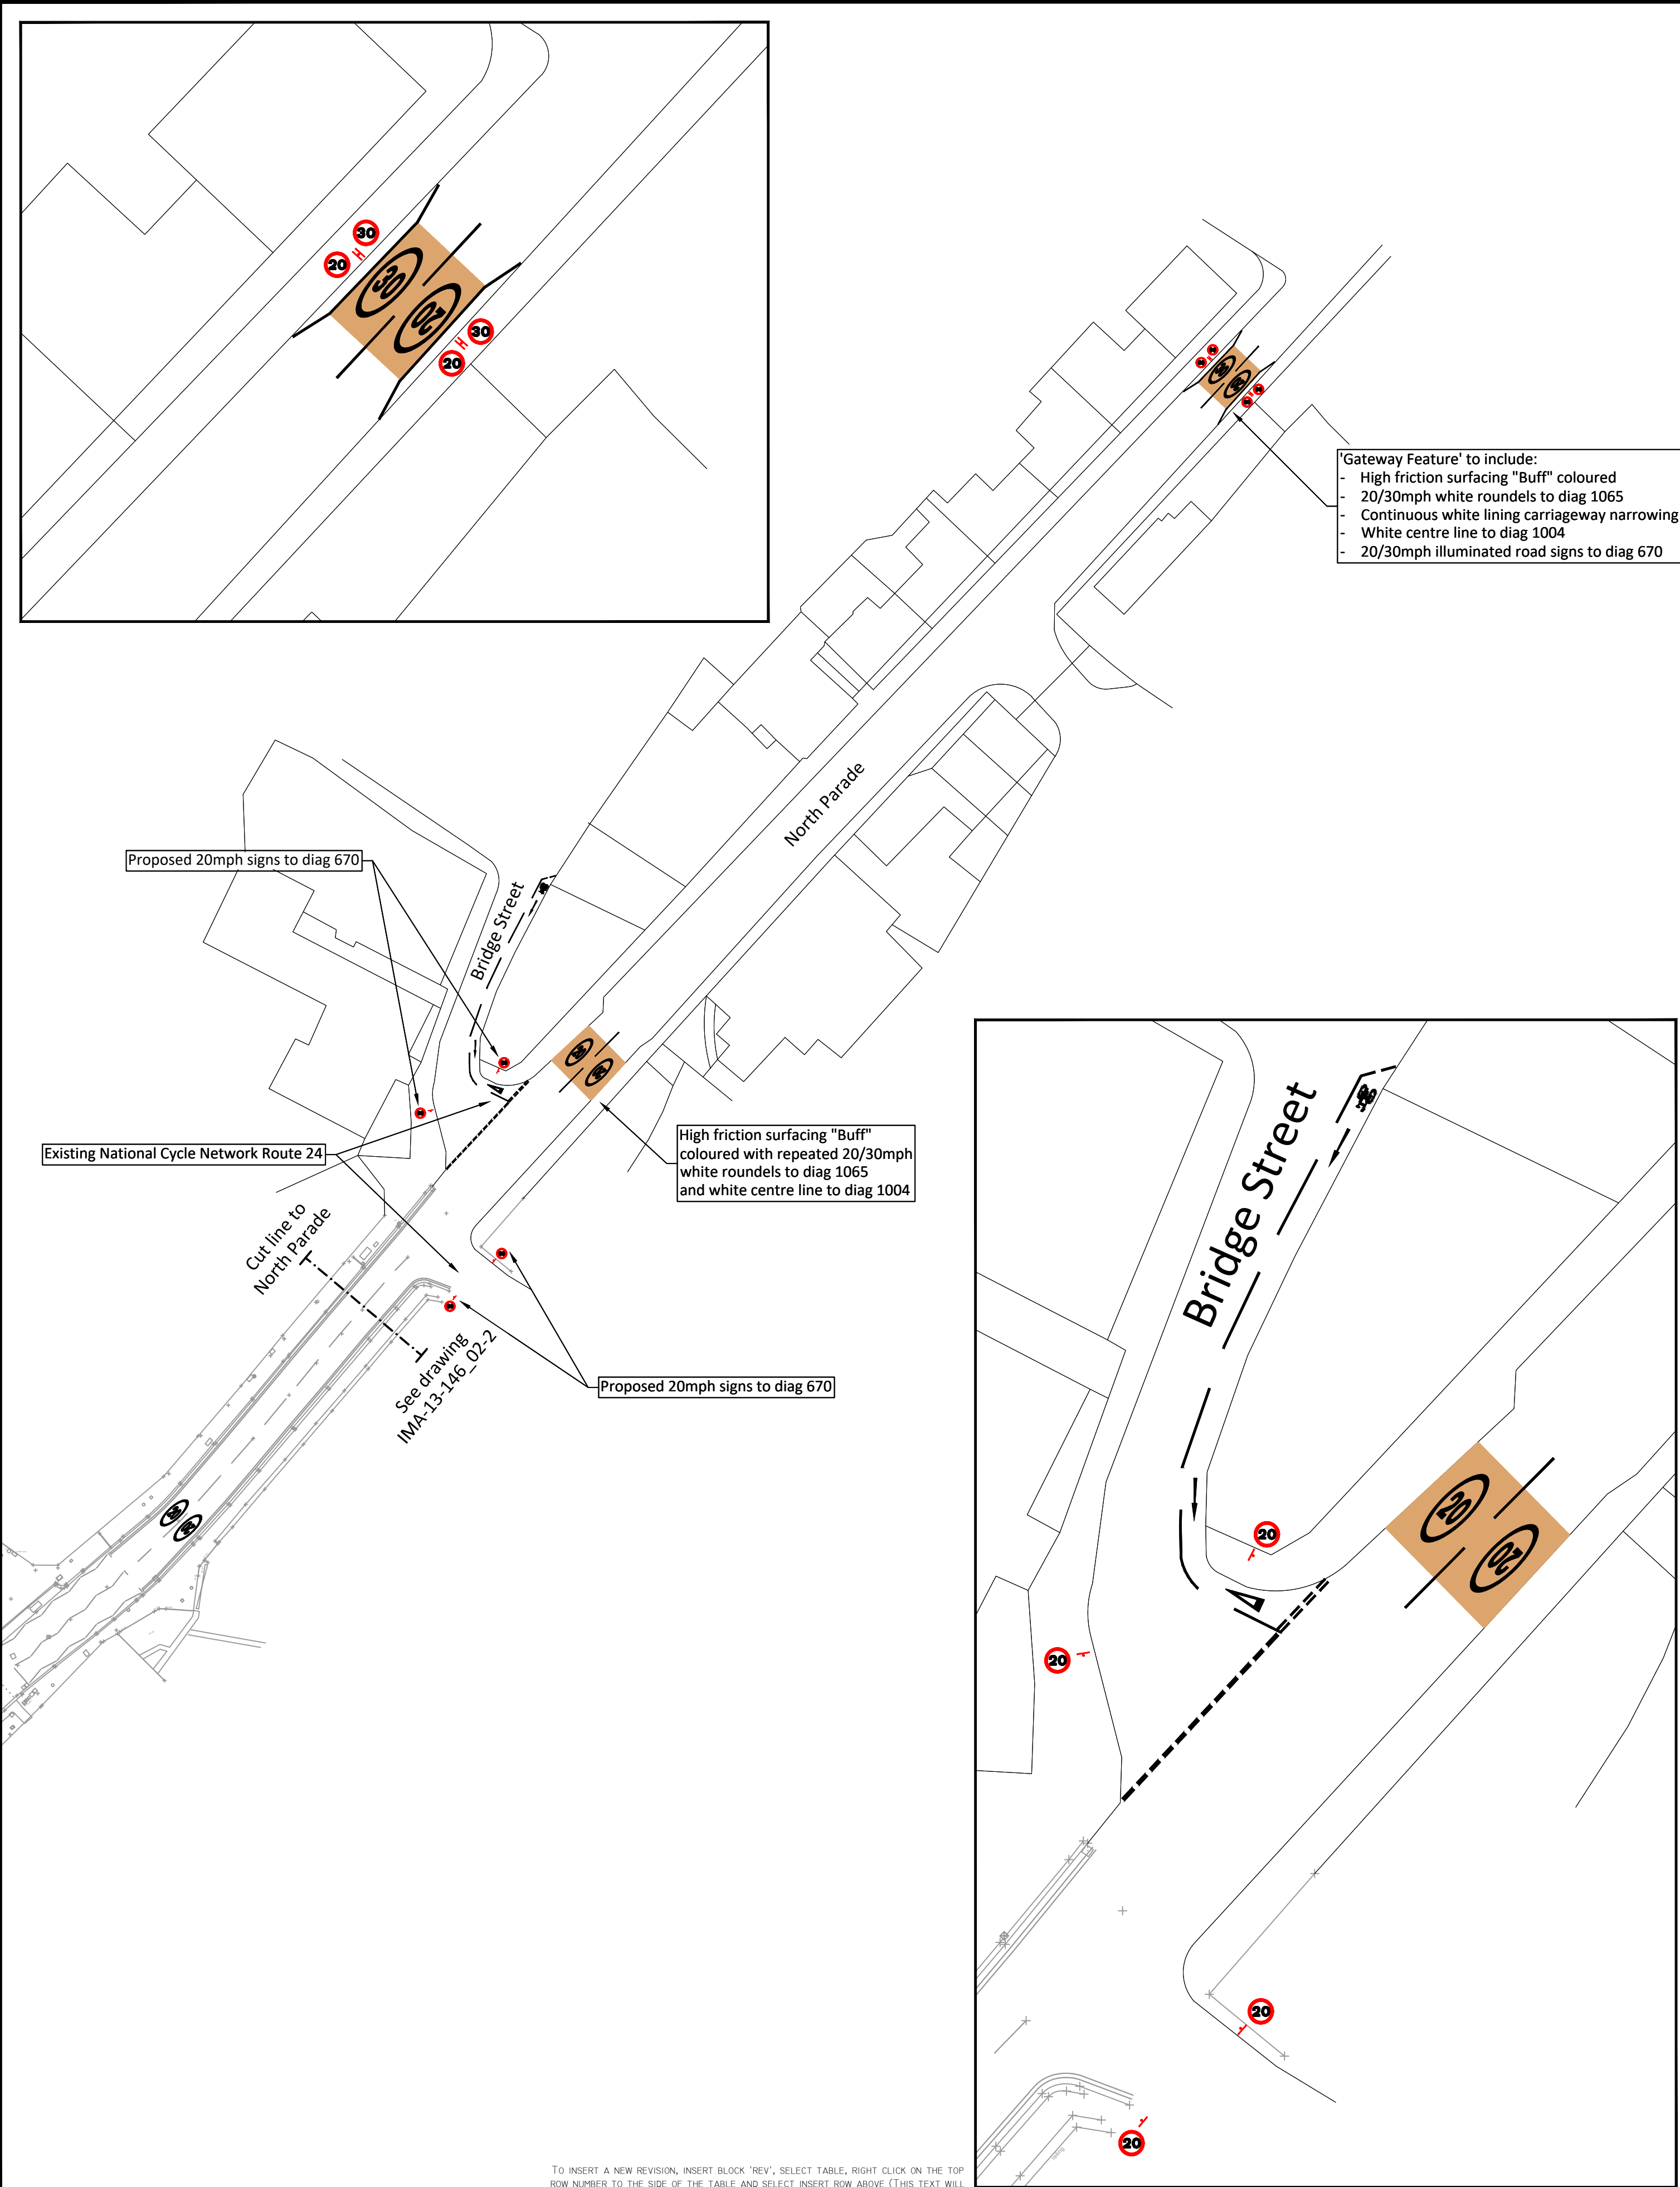 30
20
30
20
30
20
'Gateway Feature' to include:
- High friction surfacing "Buff" coloured
- 20/30mph white roundels to diag 1065
- Continuous white lining carriageway narrowing
- White centre line to diag 1004
- 20/30mph illuminated road signs to diag 670
North Parade
Proposed 20mph signs to diag 670
Bridge Street
Existing National Cycle Network Route 24
High friction surfacing "Buff"
coloured with repeated 20/30mph
white roundels to diag 1065
and white centre line to diag 1004
Cut line to
North Parade
See drawing
IMA-13-146_02-2
Proposed 20mph signs to diag 670
Bridge Street
20
20
20
20
20
20
TO INSERT A NEW REVISION, INSERT BLOCK 'REV', SELECT TABLE, RIGHT CLICK ON THE TOP
ROW NUMBER TO THE SIDE OF THE TABLE AND SELECT INSERT ROW ABOVE (THIS TEXT WILL